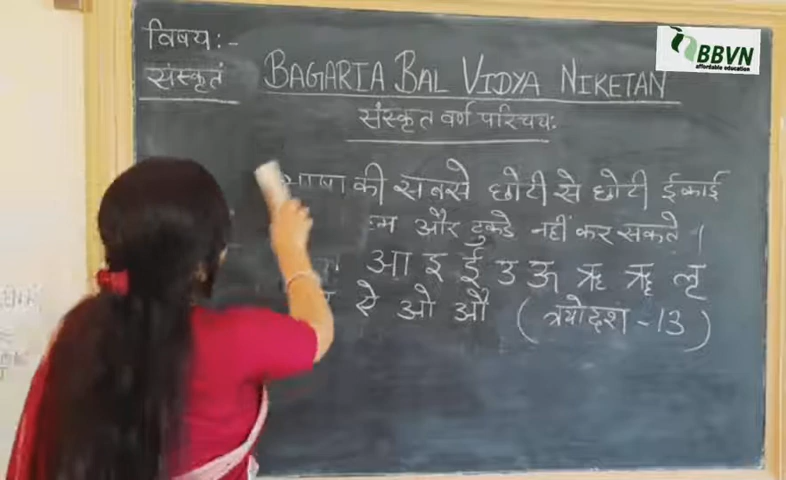 विषय:-
संस्कृतं
BAGARIA BAL VIDYA NIKETAN
BBVN
affordable education
संस्कृत वर्ण परिचय:
भाषा की सबसे छोटी से छोटी ईकाई
हम और टुकडे नहीं कर सकते ।
आ इ ई उ ऊ ऋ ॠ लृ
ऐ ओ औ (त्रयोदश -13)